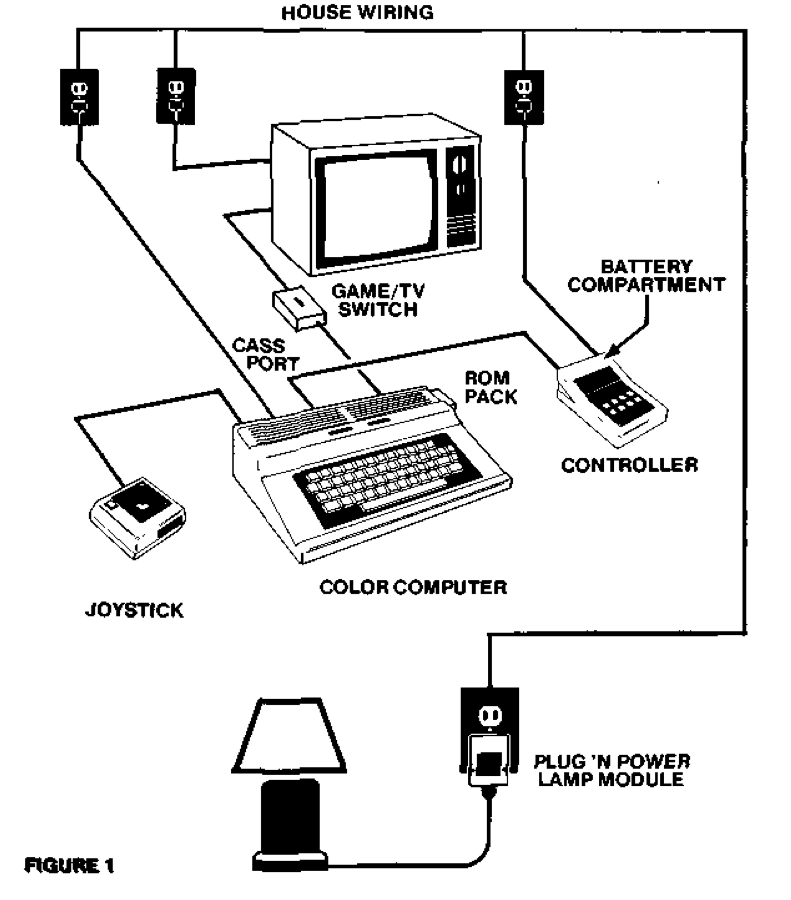 HOUSE WIRING
BATTERY
COMPARTMENT
GAME/TV
SWITCH
CASS
PORT
ROM
PACK
CONTROLLER
COLOR COMPUTER
JOYSTICK
PLUG 'N POWER
LAMP MODULE
FIGURE 1